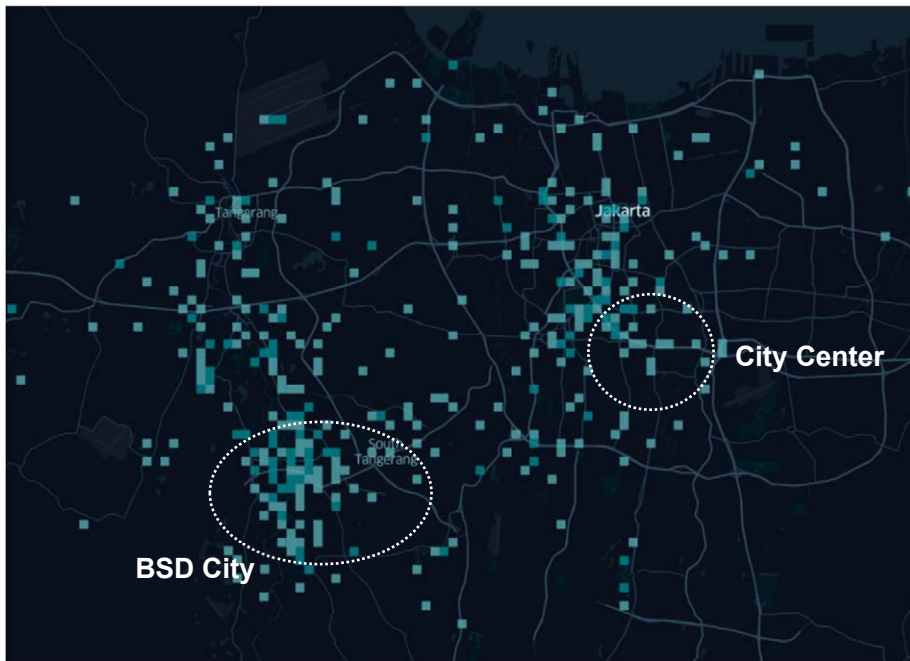 Tangerang
Jakarta
City Center
South
Tangerang
BSD City